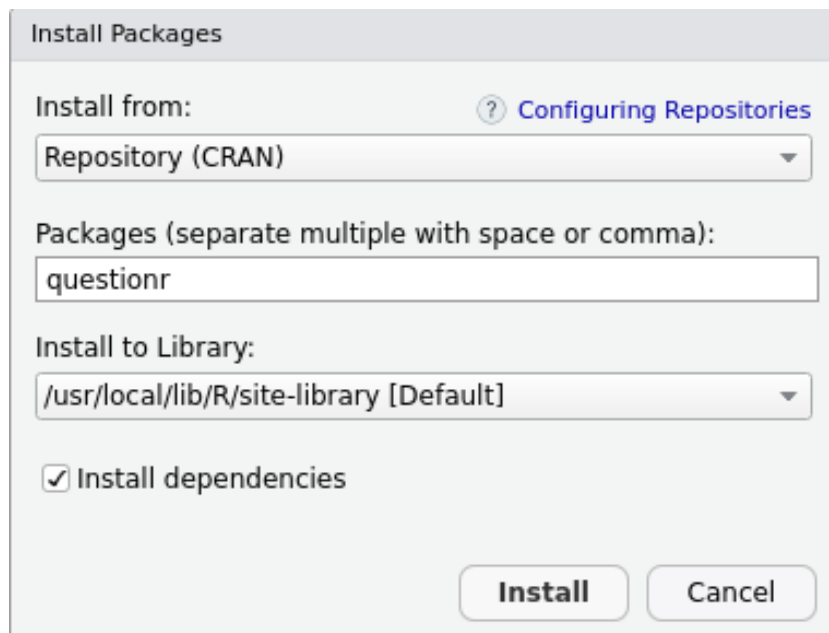 Install Packages
Install from:
? Configuring Repositories
Repository (CRAN)
Packages (separate multiple with space or comma):
questionr
Install to Library:
/usr/local/lib/R/site-library [Default]
Install dependencies
Install
Cancel